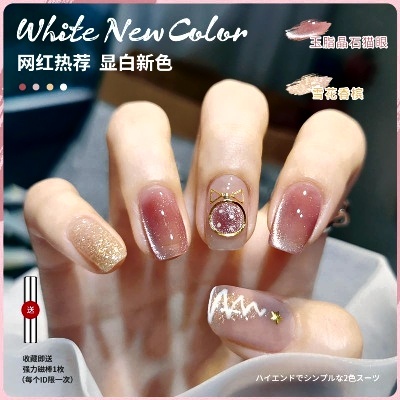 White New Color
网红热荐 显白新色
玉脂晶石猫眼
雪花香槟
送
收藏即送
强力磁棒1枚
(每个ID限一次)
ハイエンドでシンプルな2色スーツ